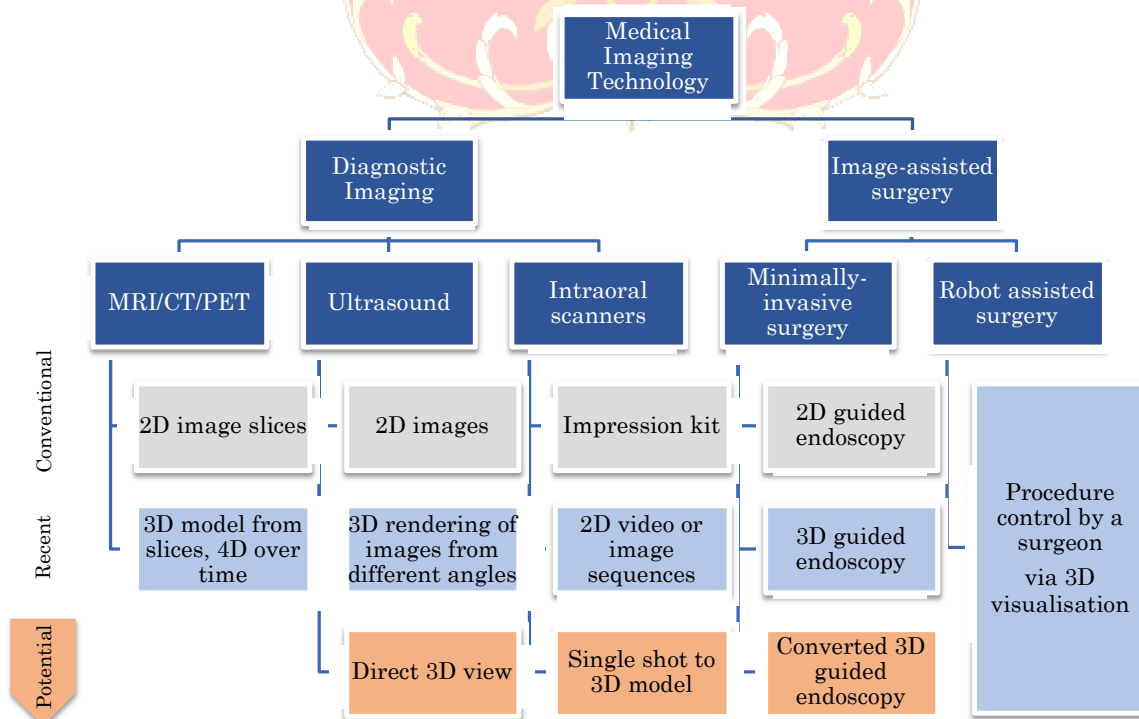 Medical
Imaging
Technology
Diagnostic
Imaging
Image-assisted
surgery
MRI/CT/PET
Ultrasound
Intraoral
scanners
Minimally-
invasive
surgery
Robot assisted
surgery
Conventional
2D image slices
2D images
Impression kit
2D guided
endoscopy
Procedure
control by a
surgeon
via 3D
visualisation
Recent
3D model from
slices, 4D over
time
3D rendering of
images from
different angles
2D video or
image
sequences
3D guided
endoscopy
Potential
Direct 3D view
Single shot to
3D model
Converted 3D
guided
endoscopy